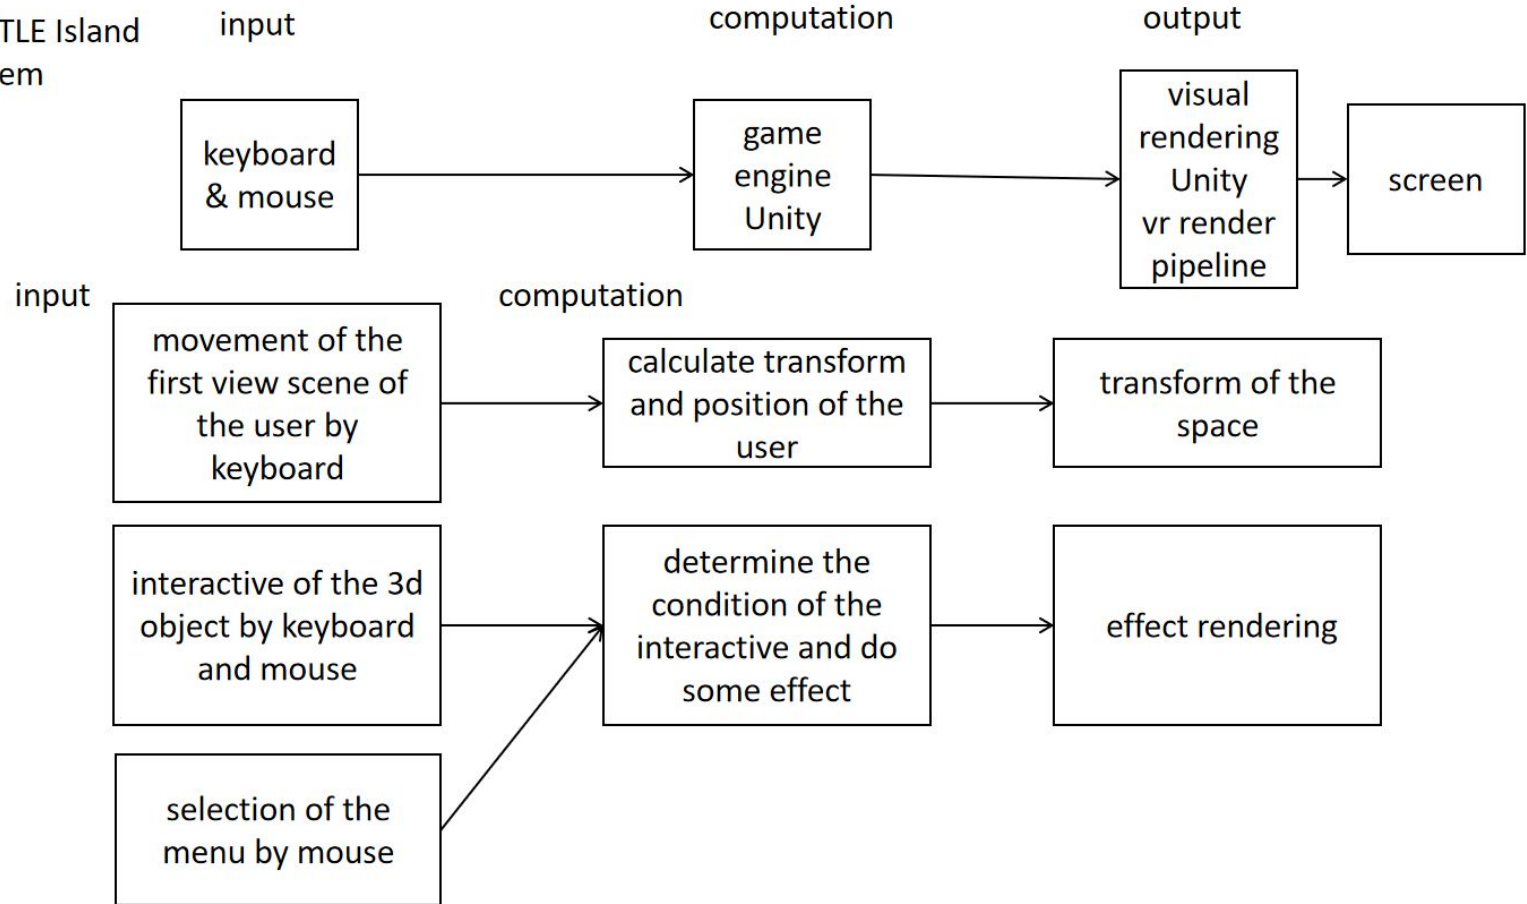 TLE Island
em
input
computation
output
keyboard
& mouse
game
engine
Unity
visual
rendering
Unity
vr render
pipeline
screen
input
computation
movement of the
first view scene of
the user by
keyboard
calculate transform
and position of the
user
transform of the
space
interactive of the 3d
object by keyboard
and mouse
determine the
condition of the
interactive and do
some effect
effect rendering
selection of the
menu by mouse